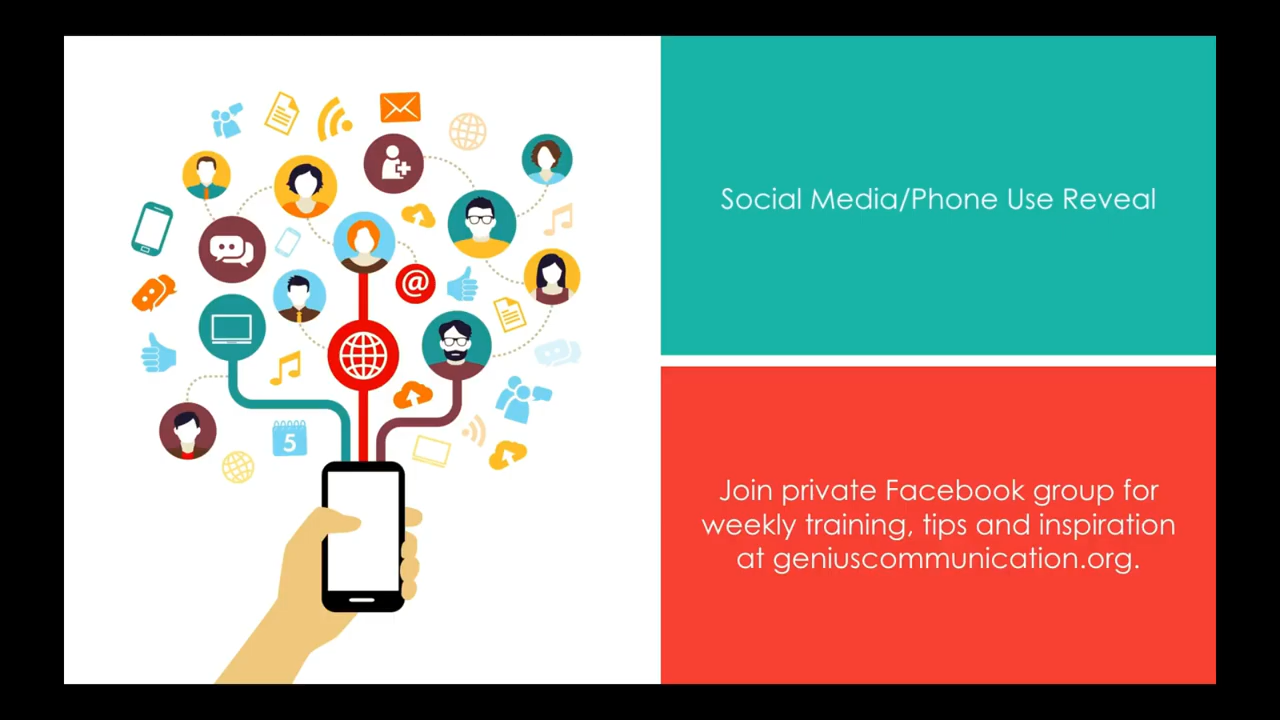 Social Media/Phone Use Reveal
@
5
Join private Facebook group for
weekly training, tips and inspiration
at geniuscommunication.org.